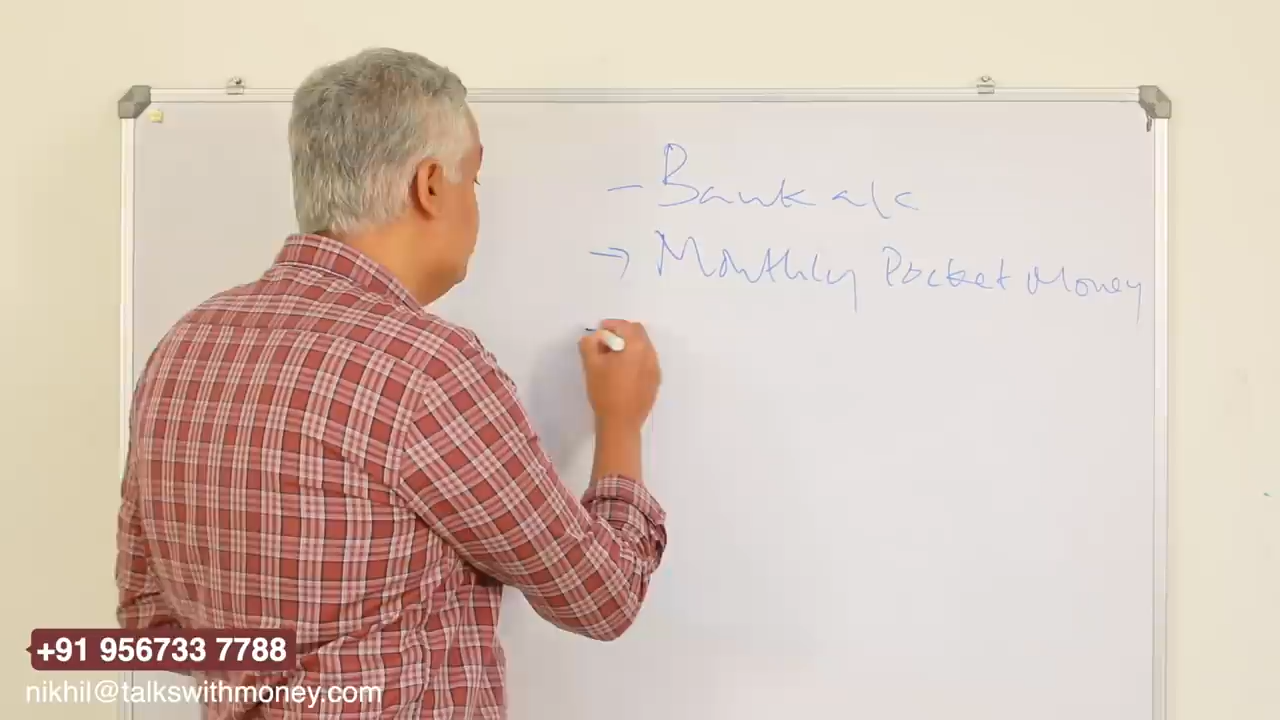 – Bank a/c
→ Monthly Pocket Money
+91 956733 7788
nikhil@talkswithmoney.com